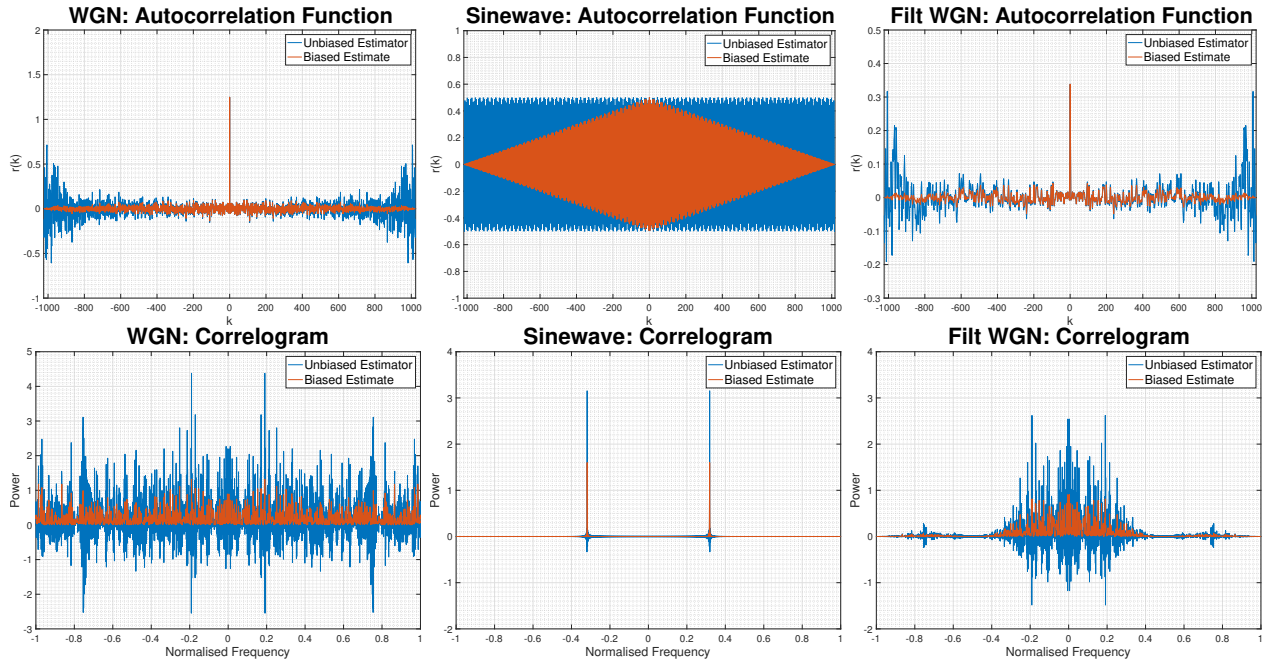 WGN: Autocorrelation Function
2
1.5
1
0.5
0
-0.5
-1
r(k)
-1000 -800 -600 -400 -200 0 200 400 600 800 1000
k
Unbiased Estimator
Biased Estimate
Sinewave: Autocorrelation Function
1
0.8
0.6
0.4
0.2
0
-0.2
-0.4
-0.6
-0.8
-1
r(k)
-1000 -800 -600 -400 -200 0 200 400 600 800 1000
k
Unbiased Estimator
Biased Estimate
Filt WGN: Autocorrelation Function
0.5
0.4
0.3
0.2
0.1
0
-0.1
-0.2
-0.3
r(k)
-1000 -800 -600 -400 -200 0 200 400 600 800 1000
k
Unbiased Estimator
Biased Estimate
WGN: Correlogram
5
4
3
2
1
0
-1
-2
-3
Power
-1 -0.8 -0.6 -0.4 -0.2 0 0.2 0.4 0.6 0.8 1
Normalised Frequency
Unbiased Estimator
Biased Estimate
Sinewave: Correlogram
4
3
2
1
0
-1
-2
Power
-1 -0.8 -0.6 -0.4 -0.2 0 0.2 0.4 0.6 0.8 1
Normalised Frequency
Unbiased Estimator
Biased Estimate
Filt WGN: Correlogram
4
3
2
1
0
-1
-2
Power
-1 -0.8 -0.6 -0.4 -0.2 0 0.2 0.4 0.6 0.8 1
Normalised Frequency
Unbiased Estimator
Biased Estimate